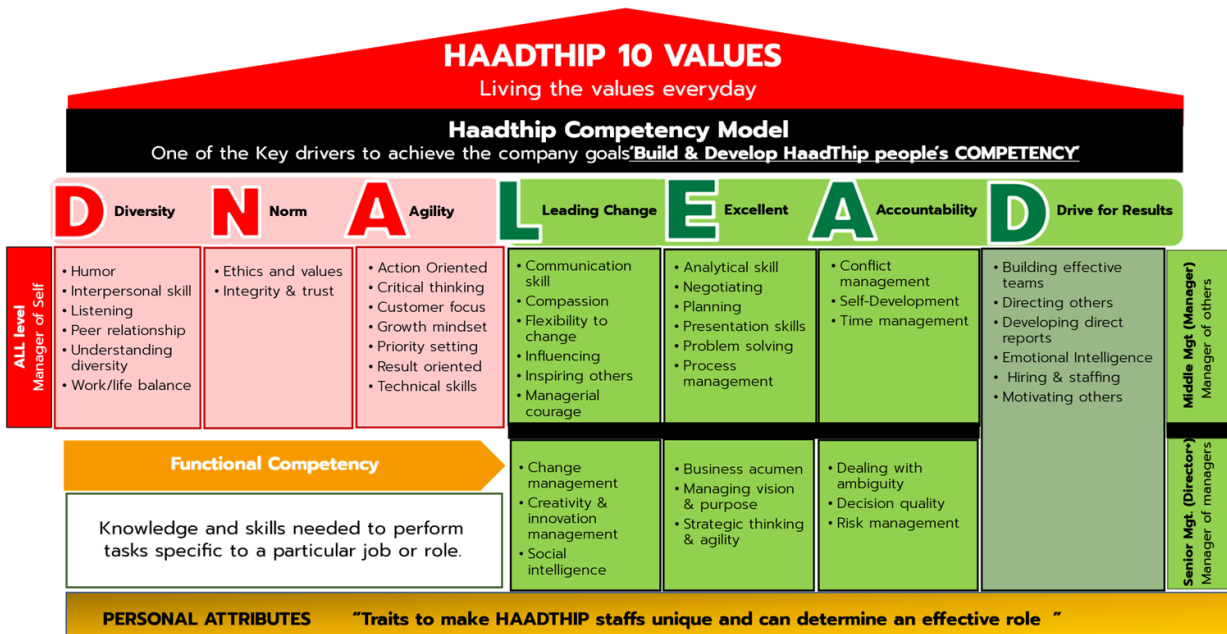 HAADTHIP 10 VALUES
Living the values everyday
Haadthip Competency Model
One of the Key drivers to achieve the company goals'Build & Develop HaadThip people's COMPETENCY'
D Diversity
N Norm
A Agility
L Leading Change
E Excellent
A Accountability
D Drive for Results
ALL level
Manager of Self
• Humor
• Interpersonal skill
• Listening
• Peer relationship
• Understanding
diversity
• Work/life balance
• Ethics and values
• Integrity & trust
• Action Oriented
• Critical thinking
• Customer focus
• Growth mindset
• Priority setting
• Result oriented
• Technical skills
• Communication
skill
• Compassion
• Flexibility to
change
• Influencing
• Inspiring others
• Managerial
courage
• Analytical skill
• Negotiating
• Planning
• Presentation skills
• Problem solving
• Process
management
• Conflict
management
• Self-Development
• Time management
• Building effective
teams
• Directing others
• Developing direct
reports
• Emotional Intelligence
• Hiring & staffing
• Motivating others
Middle Mgt (Manager)
Manager of others
Functional Competency
Knowledge and skills needed to perform
tasks specific to a particular job or role.
• Change
management
• Creativity &
innovation
management
• Social
intelligence
• Business acumen
• Managing vision
& purpose
• Strategic thinking
& agility
• Dealing with
ambiguity
• Decision quality
• Risk management
Senior Mgt. (Director+)
Manager of managers
PERSONAL ATTRIBUTES "Traits to make HAADTHIP staffs unique and can determine an effective role "